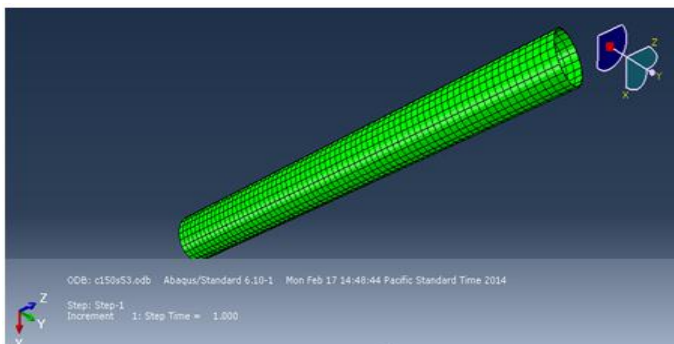 Z
Y
X
ODB: c150s53.odb Abaqus/Standard 6.10-1 Mon Feb 17 14:48:44 Pacific Standard Time 2014
Step: Step-1
Increment 1: Step Time = 1.000
Z
Y
X